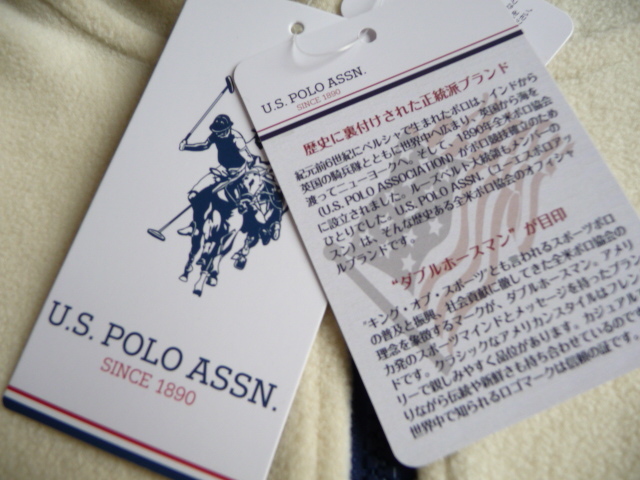 U.S. POLO ASSN.
SINCE 1890
U.S. POLO ASSN.
SINCE 1890
歴史に裏付けされた正統派ブランド
紀元前6世紀にペルシャで生まれたポロは、インドから
英国の騎兵隊とともに世界中へ広まり、英国から海を
渡ってニューヨークへ。そして、1890年全米ポロ協会
(U.S. POLO ASSOCIATION) がポロ競技確立のため
に設立されました。ルーズベルト大統領もメンバーの
ひとりでした。U.S. POLO ASSN. (ユーエスポロアッ
スン) は、そんな歴史ある全米ポロ協会のオフィシャ
ルブランドです。
“ダブルホースマン” が目印
"キング・オブ・スポーツ"とも言われるスポーツポロ
の普及と振興、社会貢献に徹してきた全米ポロ協会の
理念を象徴するマークが、ダブルホースマン。アメリ
カ発のスポーツマインドとメッセージを持ったブラン
ドです。クラシックなアメリカンスタイルはフレン
リーで親しみやすく品位があります。カジュアル
りながら伝統や新鮮さも持ち合わせているので
世界中で知られるロゴマークは信頼の証です。